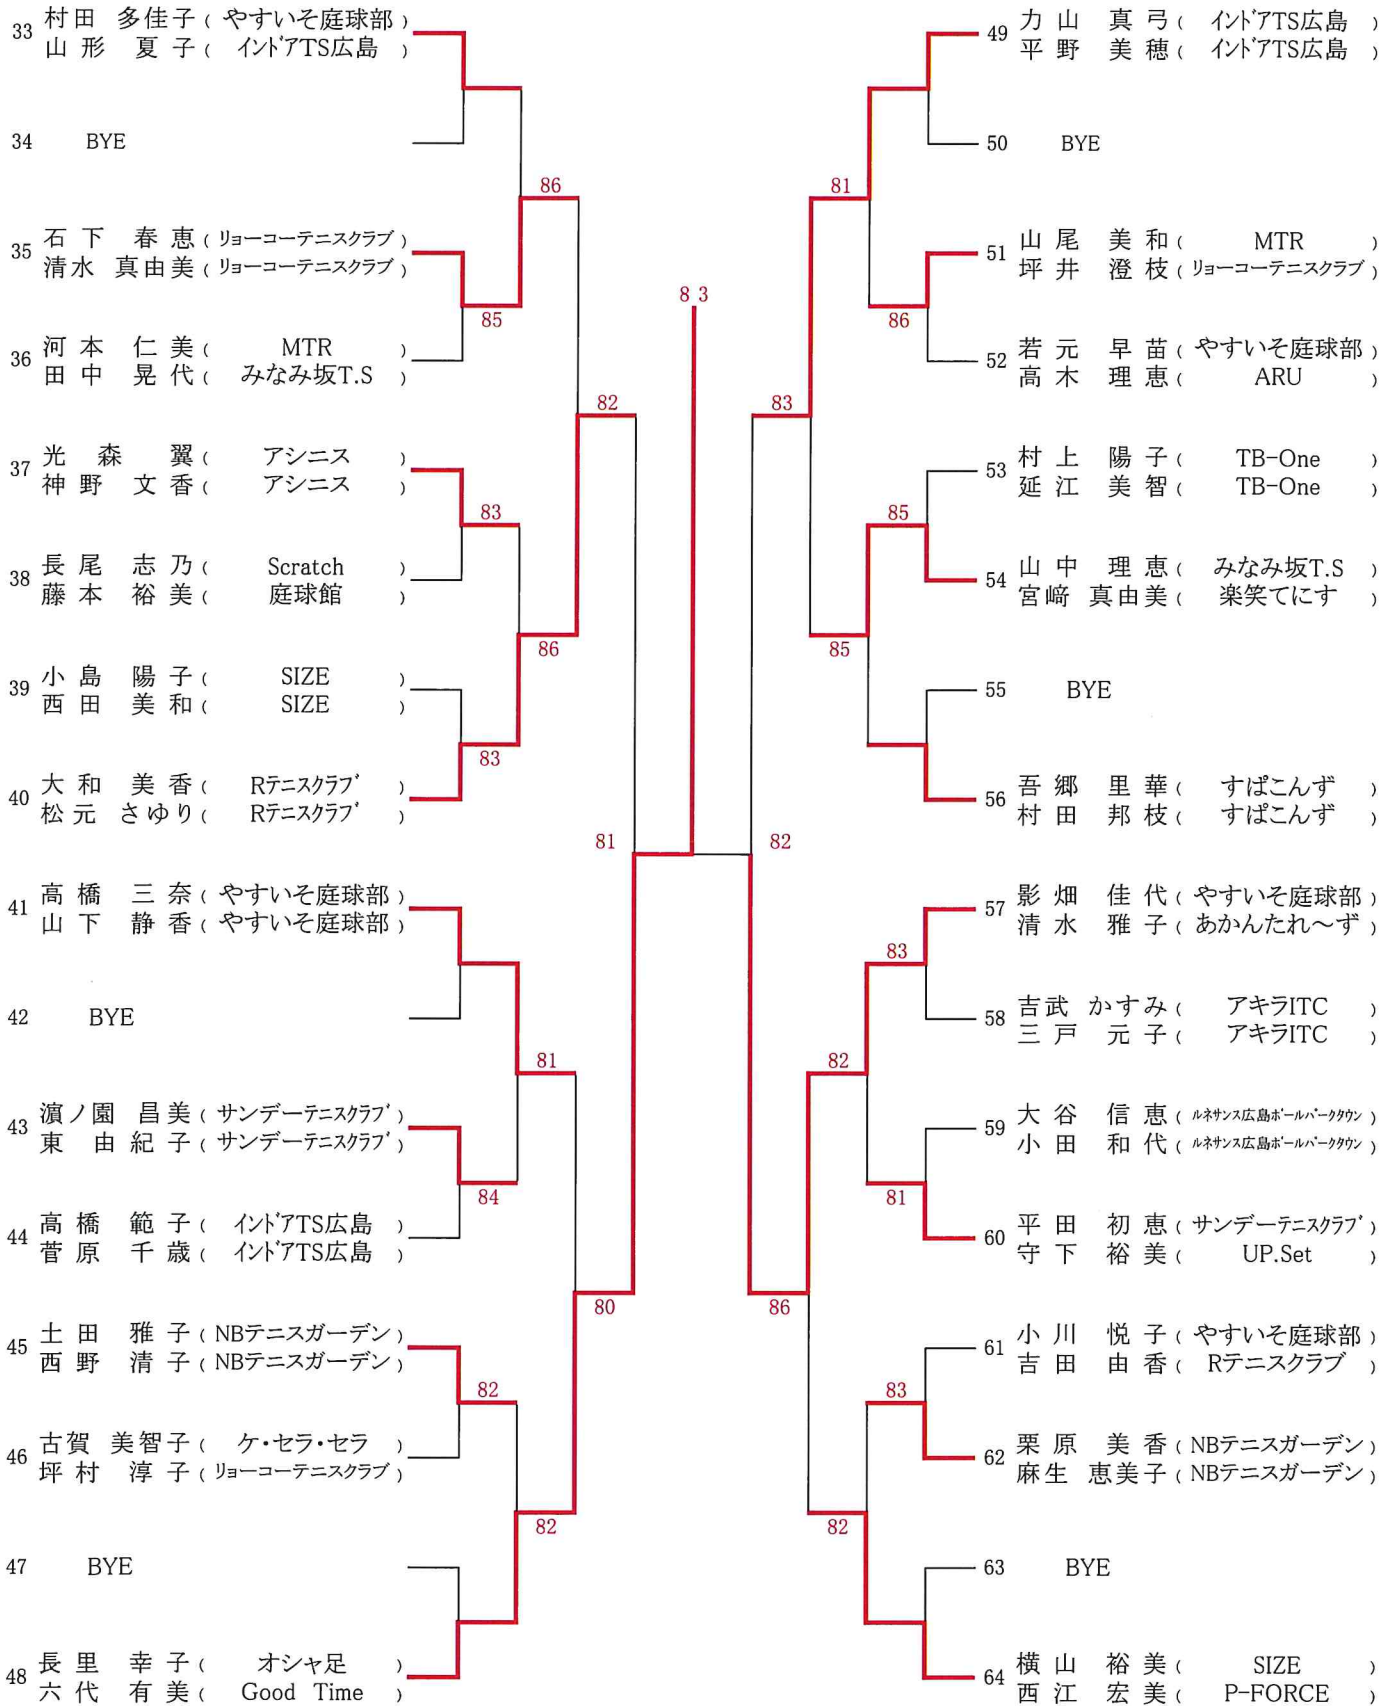 33 村田 多佳子 ( やすいそ庭球部 )
山形 夏子 ( インドアTS広島 )
34 BYE
86
35 石下 春恵 ( リョーコーテニスクラブ )
清水 真由美 ( リョーコーテニスクラブ )
85
36 河本 仁美 ( MTR )
田中 晃代 ( みなみ坂T.S )
82
37 光森 翼 ( アシニス )
神野 文香 ( アシニス )
83
38 長尾 志乃 ( Scratch )
藤本 裕美 ( 庭球館 )
86
39 小島 陽子 ( SIZE )
西田 美和 ( SIZE )
83
40 大和 美香 ( Rテニスクラブ )
松元 さゆり ( Rテニスクラブ )
81
41 高橋 三奈 ( やすいそ庭球部 )
山下 静香 ( やすいそ庭球部 )
42 BYE
81
43 濵ノ園 昌美 ( サンデーテニスクラブ )
東 由紀子 ( サンデーテニスクラブ )
84
44 高橋 範子 ( インドアTS広島 )
菅原 千歳 ( インドアTS広島 )
80
45 土田 雅子 ( NBテニスガーデン )
西野 清子 ( NBテニスガーデン )
82
46 古賀 美智子 ( ケ・セラ・セラ )
坪村 淳子 ( リョーコーテニスクラブ )
82
47 BYE
48 長里 幸子 ( オシャ足 )
六代 有美 ( Good Time )
8 3
49 力山 真弓 ( インドアTS広島 )
平野 美穂 ( インドアTS広島 )
50 BYE
81
51 山尾 美和 ( MTR )
坪井 澄枝 ( リョーコーテニスクラブ )
86
52 若元 早苗 ( やすいそ庭球部 )
高木 理恵 ( ARU )
83
53 村上 陽子 ( TB-One )
延江 美智 ( TB-One )
85
54 山中 理恵 ( みなみ坂T.S )
宮﨑 真由美 ( 楽笑てにす )
85
55 BYE
56 吾郷 里華 ( すぱこんず )
村田 邦枝 ( すぱこんず )
82
57 影畑 佳代 ( やすいそ庭球部 )
清水 雅子 ( あかんたれ～ず )
83
58 吉武 かすみ ( アキラITC )
三戸 元子 ( アキラITC )
82
59 大谷 信恵 ( ルネサンス広島ボールパークタウン )
小田 和代 ( ルネサンス広島ボールパークタウン )
81
60 平田 初恵 ( サンデーテニスクラブ )
守下 裕美 ( UP.Set )
86
61 小川 悦子 ( やすいそ庭球部 )
吉田 由香 ( Rテニスクラブ )
83
62 栗原 美香 ( NBテニスガーデン )
麻生 恵美子 ( NBテニスガーデン )
82
63 BYE
64 横山 裕美 ( SIZE )
西江 宏美 ( P-FORCE )